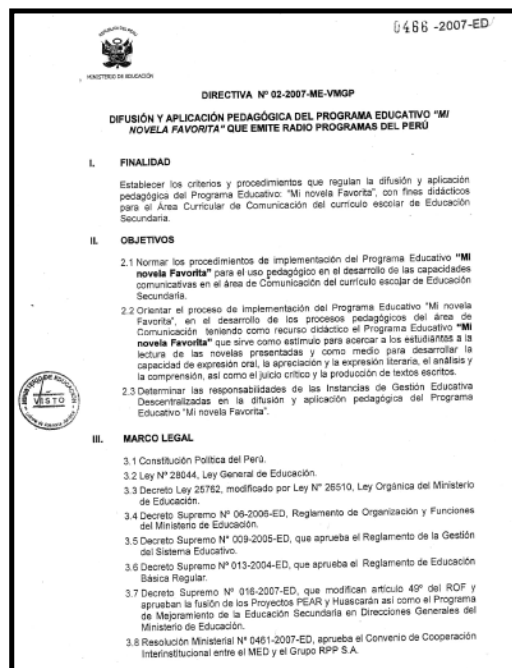 REPÚBLICA DEL PERÚ
0466-2007-ED
MINISTERIO DE EDUCACIÓN
DIRECTIVA Nº 02-2007-ME-VMGP
DIFUSIÓN Y APLICACIÓN PEDAGÓGICA DEL PROGRAMA EDUCATIVO "MI
NOVELA FAVORITA" QUE EMITE RADIO PROGRAMAS DEL PERÚ
I. FINALIDAD
Establecer los criterios y procedimientos que regulan la difusión y aplicación
pedagógica del Programa Educativo: "Mi novela Favorita", con fines didácticos
para el Área Curricular de Comunicación del currículo escolar de Educación
Secundaria.
II. OBJETIVOS
2.1 Normar los procedimientos de implementación del Programa Educativo "Mi
novela Favorita" para el uso pedagógico en el desarrollo de las capacidades
comunicativas en el área de Comunicación del currículo escolar de Educación
Secundaria.
2.2 Orientar el proceso de implementación del Programa Educativo "Mi novela
Favorita", en el desarrollo de los procesos pedagógicos del área de
Comunicación teniendo como recurso didáctico el Programa Educativo "Mi
novela Favorita" que sirve como estímulo para acercar a los estudiantes a la
lectura de las novelas presentadas y como medio para desarrollar la
capacidad de expresión oral, la apreciación y la expresión literaria, el análisis y
la comprensión, así como el juicio crítico y la producción de textos escritos.
2.3 Determinar las responsabilidades de las Instancias de Gestión Educativa
Descentralizadas en la difusión y aplicación pedagógica del Programa
Educativo "Mi novela Favorita".
VISTO
III. MARCO LEGAL
3.1 Constitución Política del Perú.
3.2 Ley Nº 28044, Ley General de Educación.
3.3 Decreto Ley 25762, modificado por Ley Nº 26510, Ley Orgánica del Ministerio
de Educación.
3.4 Decreto Supremo Nº 06-2006-ED, Reglamento de Organización y Funciones
del Ministerio de Educación.
3.5 Decreto Supremo Nº 009-2005-ED, que aprueba el Reglamento de la Gestión
del Sistema Educativo.
3.6 Decreto Supremo Nº 013-2004-ED, que aprueba el Reglamento de Educación
Básica Regular.
3.7 Decreto Supremo Nº 016-2007-ED, que modifican artículo 49º del ROF y
aprueban la fusión de los Proyectos PEAR y Huascarán así como el Programa
de Mejoramiento de la Educación Secundaria en Direcciones Generales del
Ministerio de Educación.
3.8 Resolución Ministerial Nº 0461-2007-ED, aprueba el Convenio de Cooperación
Interinstitucional entre el MED y el Grupo RPP S.A.